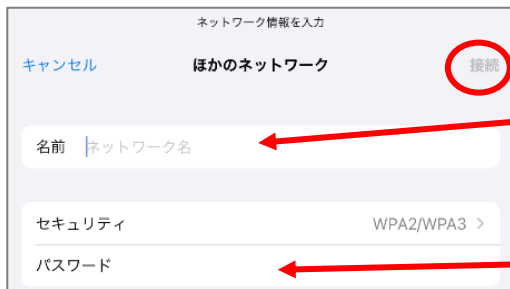 ネットワーク情報を入力
キャンセル ほかのネットワーク 接続
名前 ネットワーク名
セキュリティ WPA2/WPA3 >
パスワード